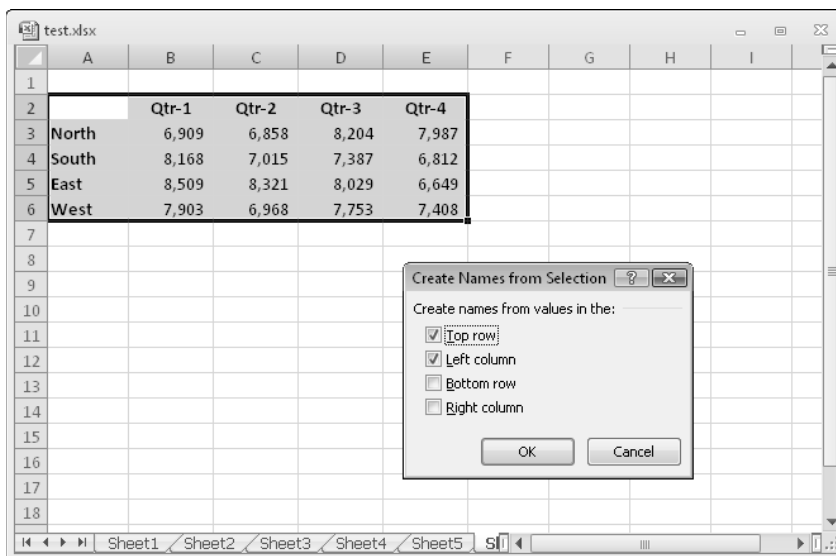 test.xlsx
A B C D E F G H I
1
2 Qtr-1 Qtr-2 Qtr-3 Qtr-4
3 North 6,909 6,858 8,204 7,987
4 South 8,168 7,015 7,387 6,812
5 East 8,509 8,321 8,029 6,649
6 West 7,903 6,968 7,753 7,408
7
8
9
10
11
12
13
14
15
16
17
18
Create Names from Selection ?
Create names from values in the:
Top row
Left column
Bottom row
Right column
OK Cancel
Sheet1 Sheet2 Sheet3 Sheet4 Sheet5